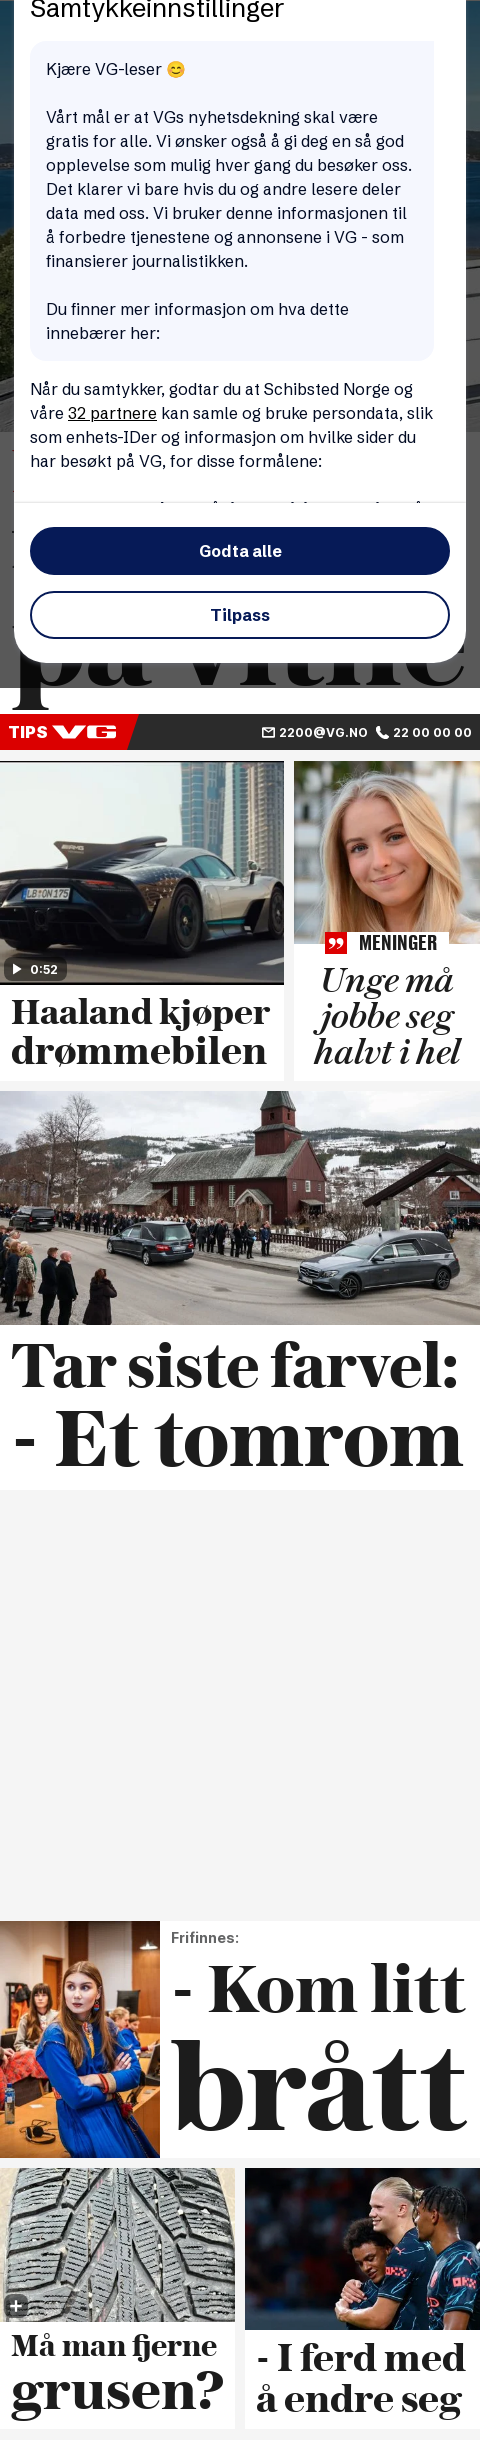 Samtykkeinnstillinger
Kjære VG-leser 😊
Vårt mål er at VGs nyhetsdekning skal være
gratis for alle. Vi ønsker også å gi deg en så god
opplevelse som mulig hver gang du besøker oss.
Det klarer vi bare hvis du og andre lesere deler
data med oss. Vi bruker denne informasjonen til
å forbedre tjenestene og annonsene i VG - som
finansierer journalistikken.
Du finner mer informasjon om hva dette
innebærer her:
Når du samtykker, godtar du at Schibsted Norge og
våre 32 partnere kan samle og bruke persondata, slik
som enhets-IDer og informasjon om hvilke sider du
har besøkt på VG, for disse formålene:
Godta alle
Tilpass
på vitne
TIPS VG 2200@VG.NO 22 00 00 00
AMG
LB:ON 175
0:52
Haaland kjøper
drømmebilen
MENINGER
Unge må
jobbe seg
halvt i hel
Tar siste farvel:
- Et tomrom
Frifinnes:
- Kom litt
brått
Må man fjerne
grusen?
- I ferd med
å endre seg